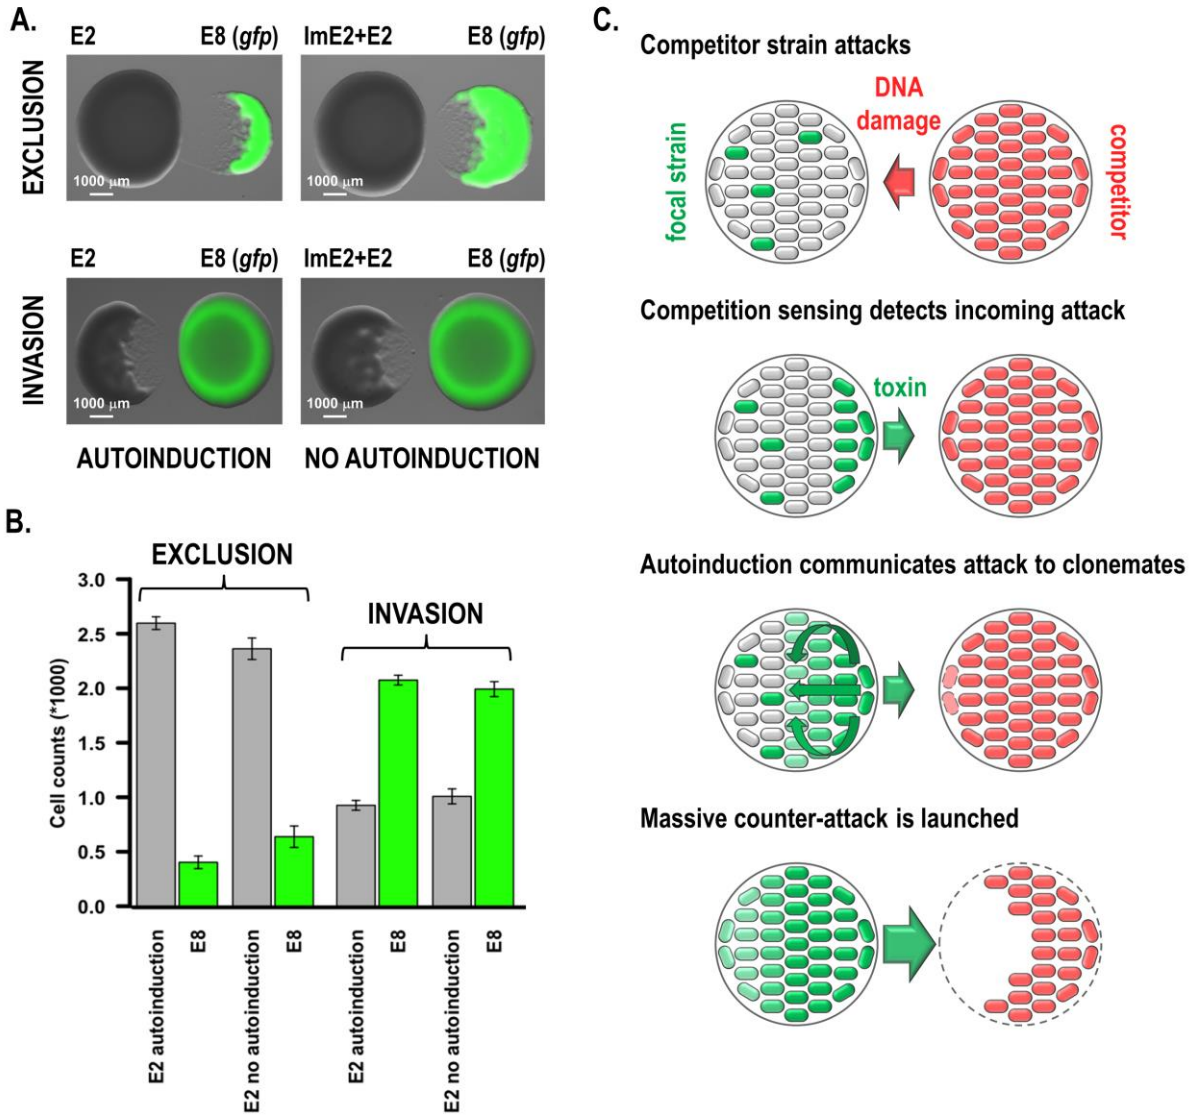 A.
E2 E8 (gfp) ImE2+E2 E8 (gfp)
EXCLUSION
1000 μm 1000 μm
E2 E8 (gfp) ImE2+E2 E8 (gfp)
INVASION
1000 μm 1000 μm
AUTOINDUCTION NO AUTOINDUCTION
B.
EXCLUSION
INVASION
Cell counts (*1000)
3.0
2.5
2.0
1.5
1.0
0.5
0.0
E2 autoinduction
E8
E2 no autoinduction
E8
E2 autoinduction
E8
E2 no autoinduction
E8
C.
Competitor strain attacks
focal strain
DNA
damage
competitor
Competition sensing detects incoming attack
toxin
Autoinduction communicates attack to clonemates
Massive counter-attack is launched